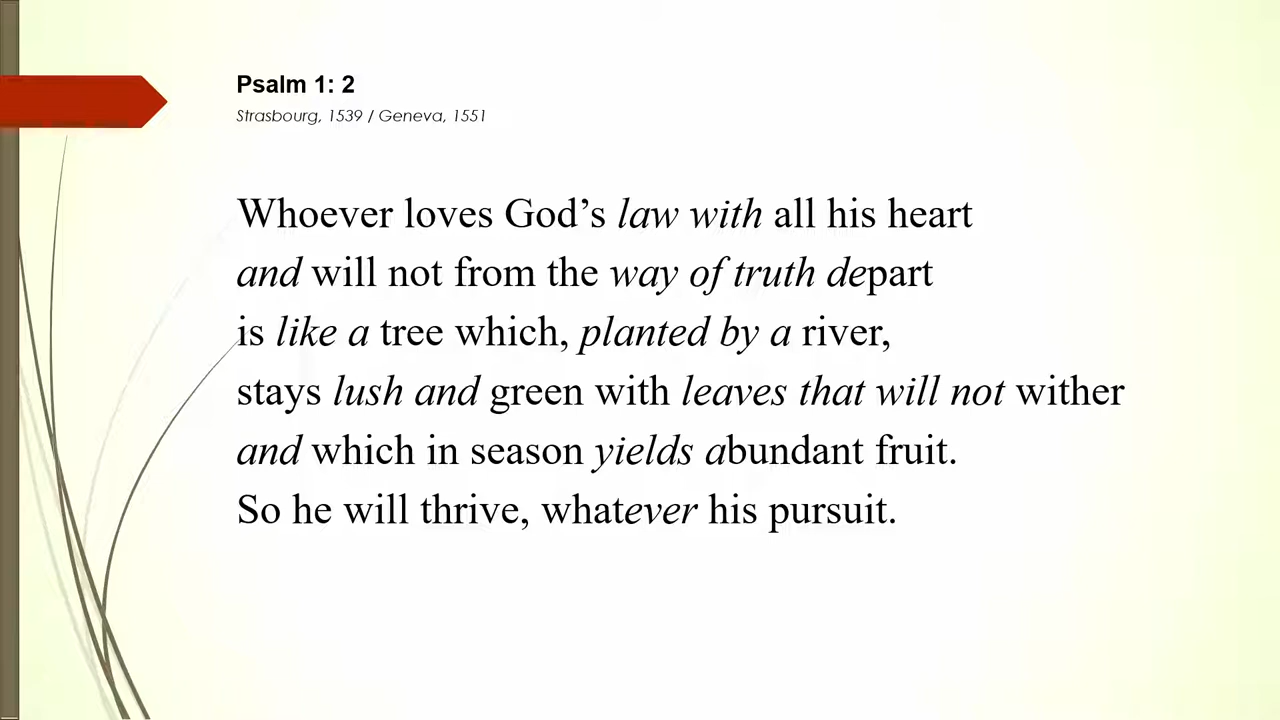 Psalm 1: 2
Strasbourg, 1539 / Geneva, 1551
Whoever loves God’s law with all his heart
and will not from the way of truth depart
is like a tree which, planted by a river,
stays lush and green with leaves that will not wither
and which in season yields abundant fruit.
So he will thrive, whatever his pursuit.